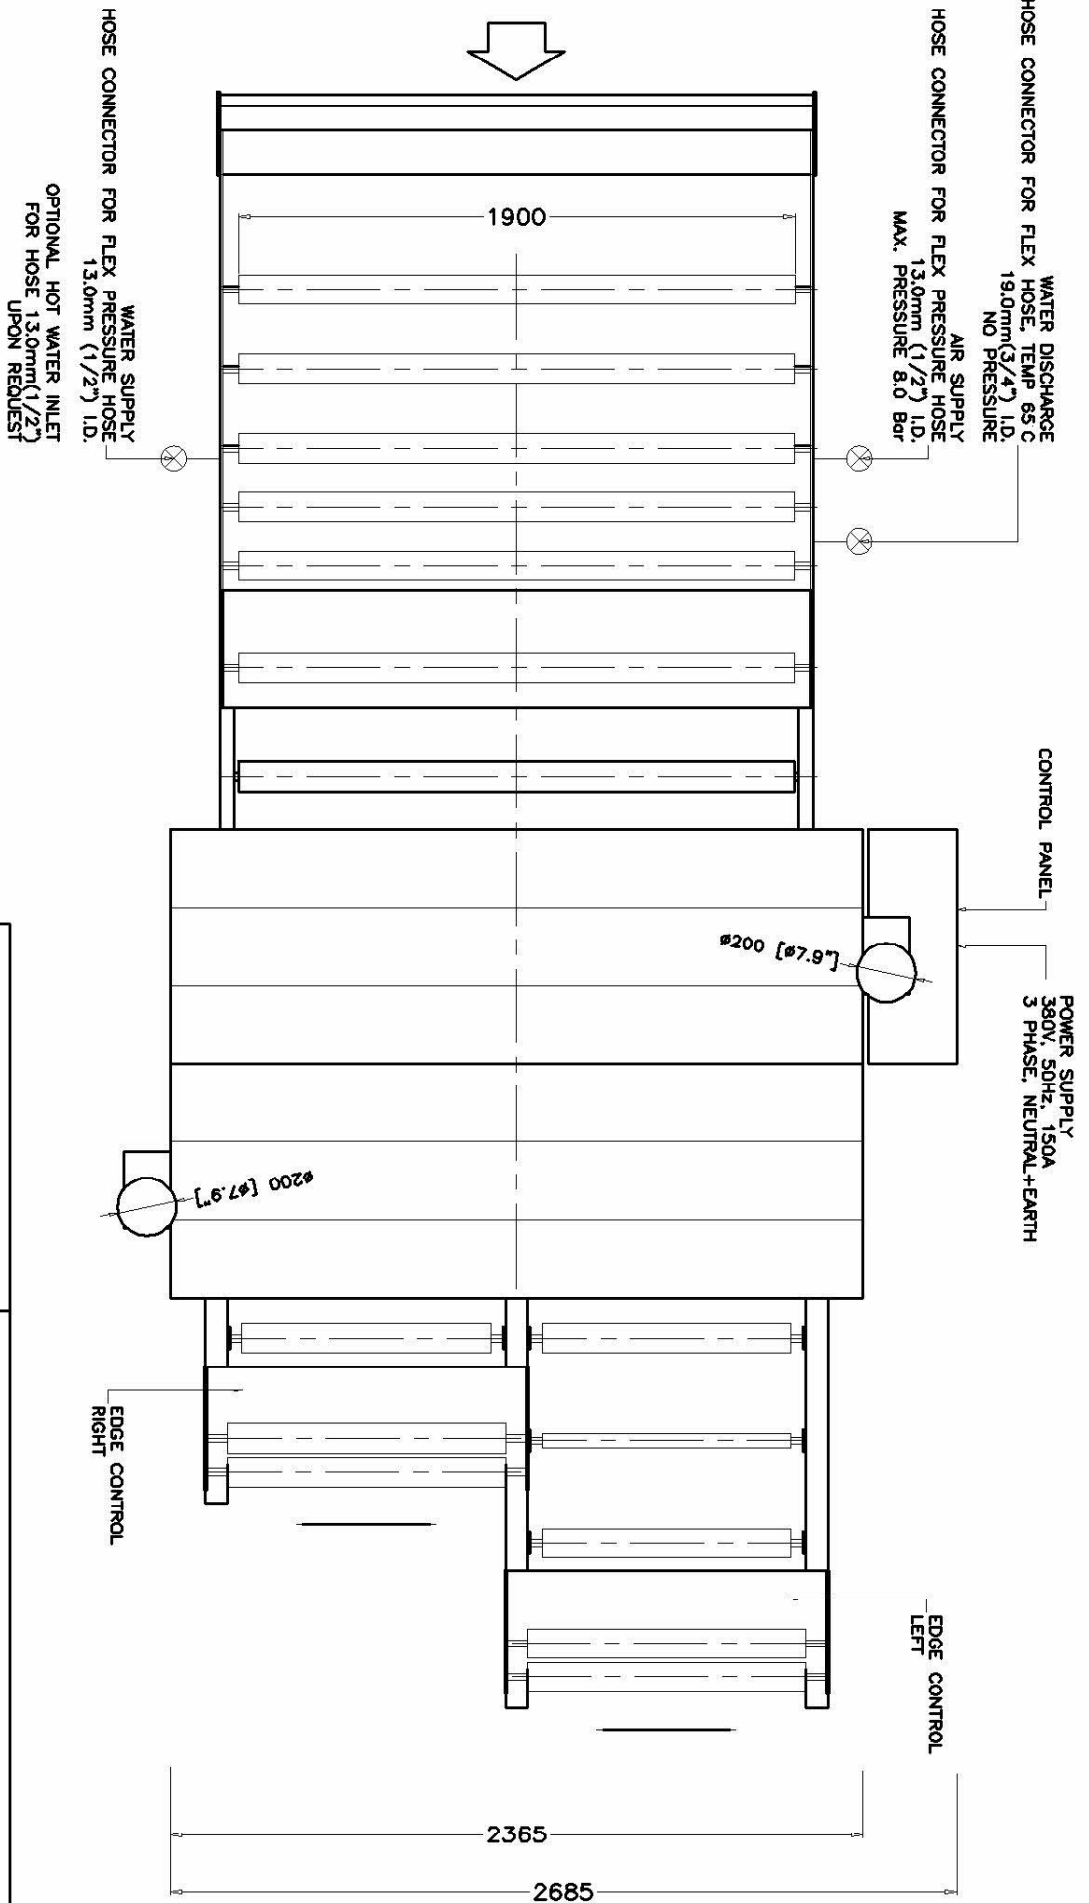 WATER DISCHARGE
HOSE CONNECTOR FOR FLEX HOSE, TEMP 65 C
19.0mm(3/4") I.D.
NO PRESSURE
AIR SUPPLY
HOSE CONNECTOR FOR FLEX PRESSURE HOSE
13.0mm (1/2") I.D.
MAX. PRESSURE 8.0 Bar
CONTROL PANEL
POWER SUPPLY
380V, 50Hz, 150A
3 PHASE, NEUTRAL+EARTH
1900
ø200 [ø7.9"]
ø200 [ø7.9"]
EDGE CONTROL
LEFT
EDGE CONTROL
RIGHT
WATER SUPPLY
HOSE CONNECTOR FOR FLEX PRESSURE HOSE
13.0mm (1/2") I.D.
OPTIONAL HOT WATER INLET
FOR HOSE 13.0mm(1/2")
UPON REQUEST
2365
2685